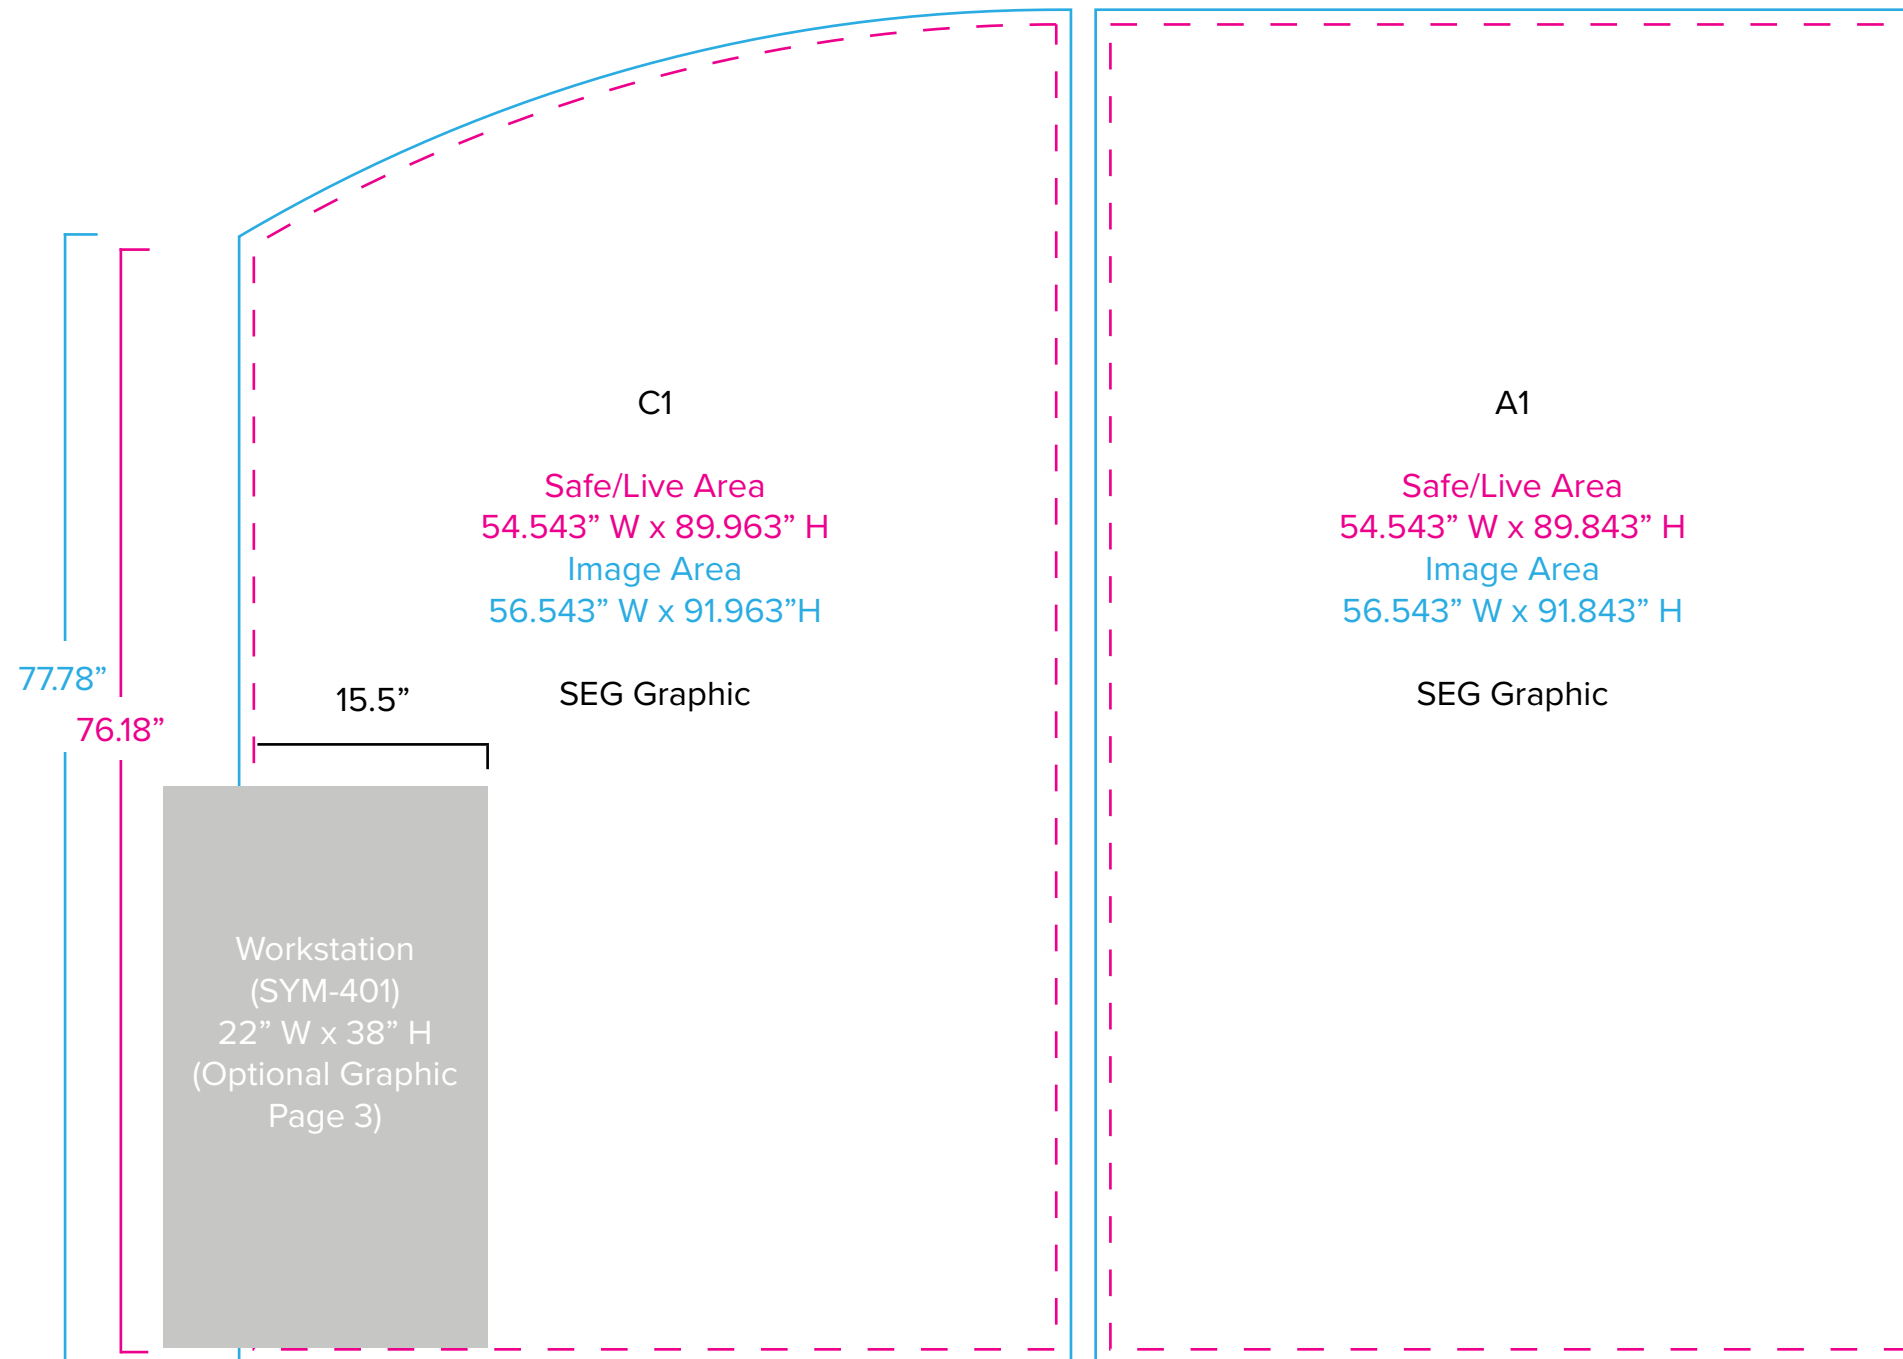 C1
Safe/Live Area
54.543” W x 89.963” H
Image Area
56.543” W x 91.963”H
SEG Graphic
A1
Safe/Live Area
54.543” W x 89.843” H
Image Area
56.543” W x 91.843” H
SEG Graphic
77.78”
76.18”
15.5”
Workstation
(SYM-401)
22” W x 38” H
(Optional Graphic
Page 3)